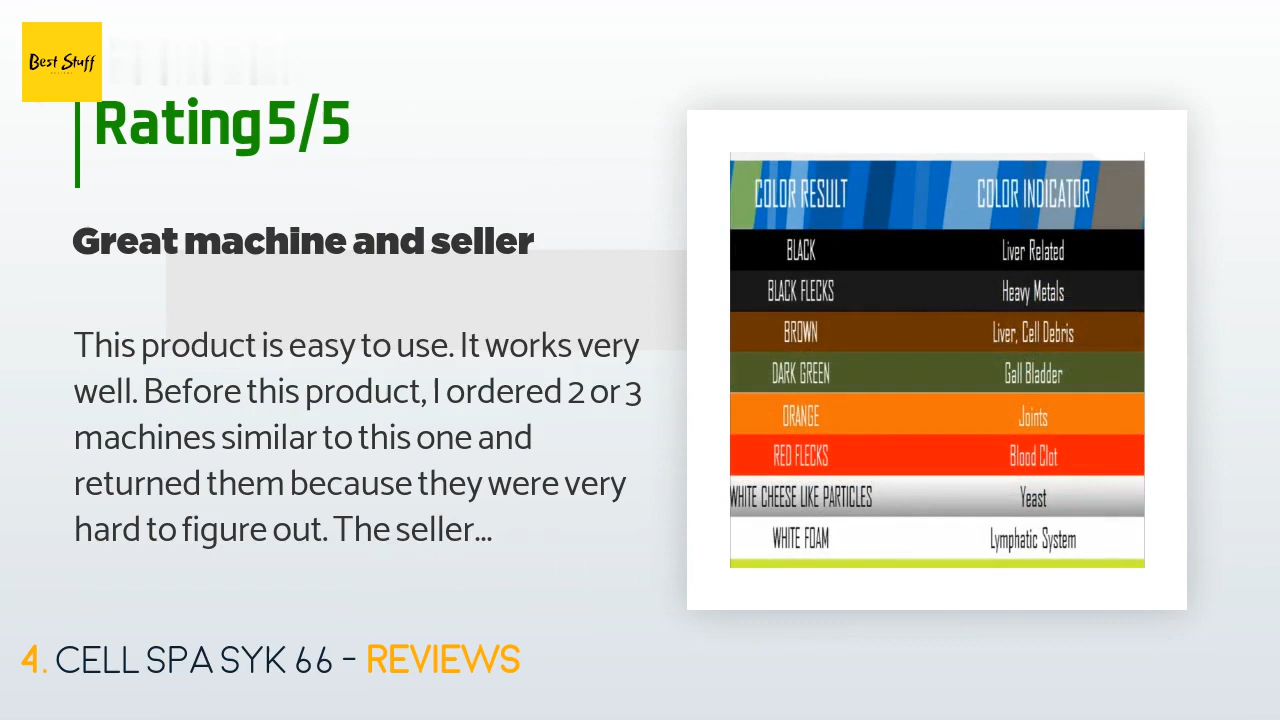 Best Stuff
Rating 5/5
Great machine and seller
This product is easy to use. It works very
well. Before this product, I ordered 2 or 3
machines similar to this one and
returned them because they were very
hard to figure out. The seller...
COLOR RESULT COLOR INDICATOR
BLACK Liver Related
BLACK FLECKS Heavy Metals
BROWN Liver, Cell Debris
DARK GREEN Gall Bladder
ORANGE Joints
RED FLECKS Blood Clot
WHITE CHEESE LIKE PARTICLES Yeast
WHITE FOAM Lymphatic System
4. CELL SPA SYK 66 - REVIEWS